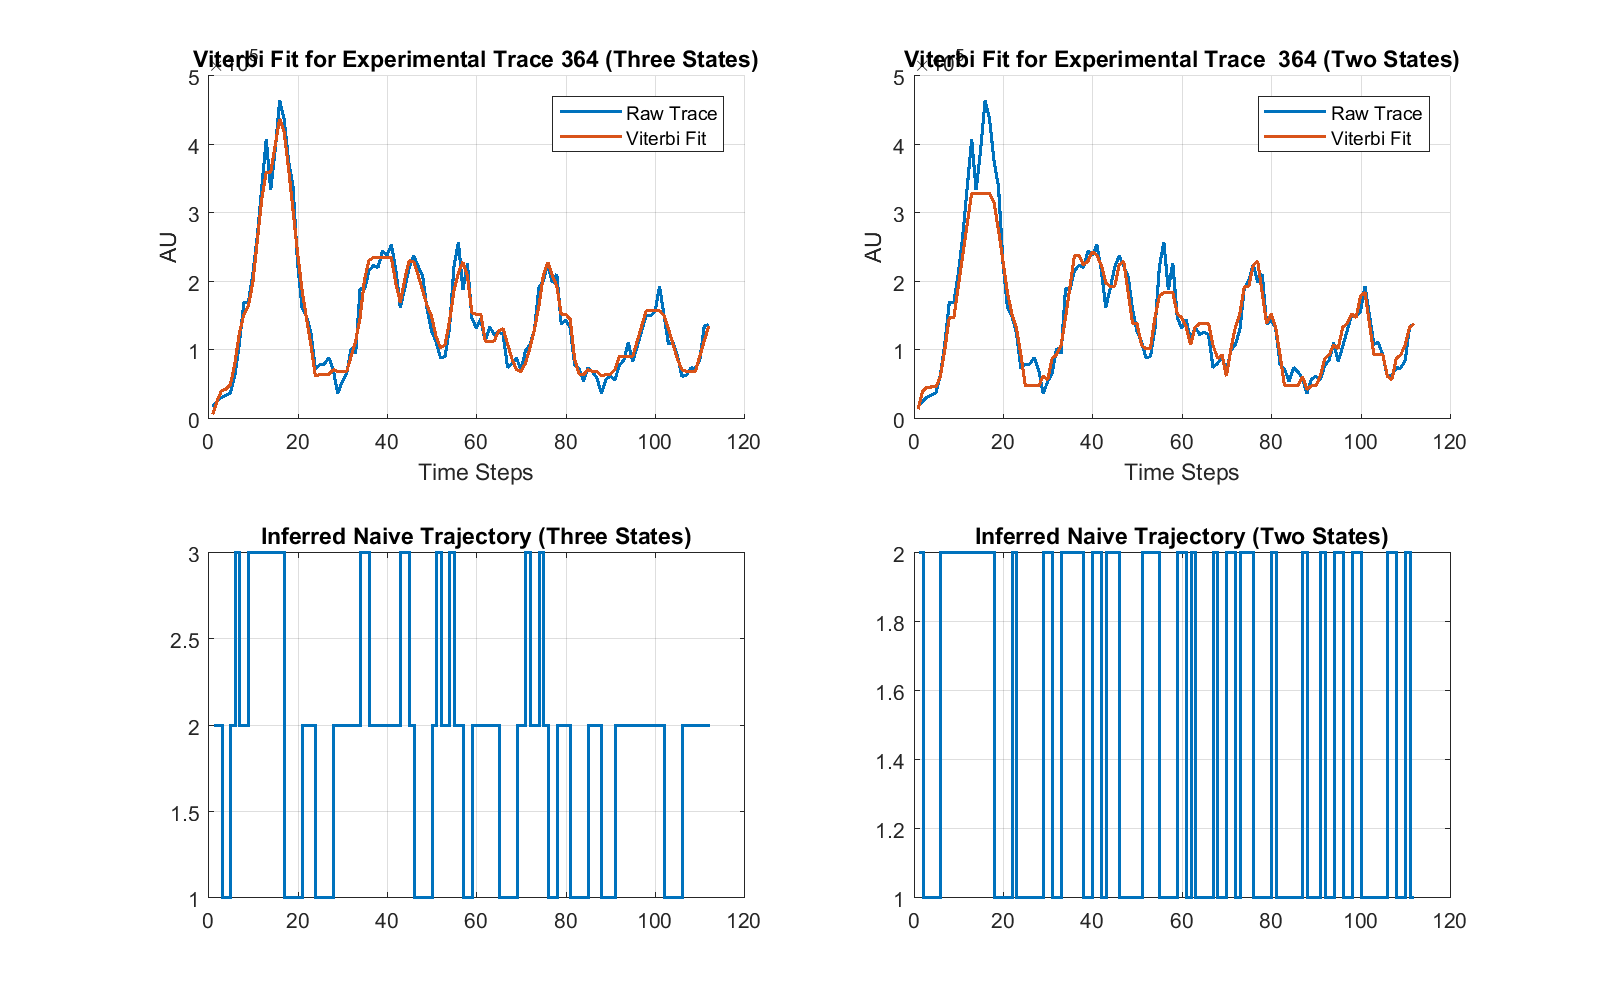 Viterbi Fit for Experimental Trace 364 (Three States)
×10^5
5
4
3
2
1
0
AU
Raw Trace
Viterbi Fit
0 20 40 60 80 100 120
Time Steps
Viterbi Fit for Experimental Trace  364 (Two States)
×10^5
5
4
3
2
1
0
AU
Raw Trace
Viterbi Fit
0 20 40 60 80 100 120
Time Steps
Inferred Naive Trajectory (Three States)
3
2.5
2
1.5
1
0 20 40 60 80 100 120
Inferred Naive Trajectory (Two States)
2
1.8
1.6
1.4
1.2
1
0 20 40 60 80 100 120